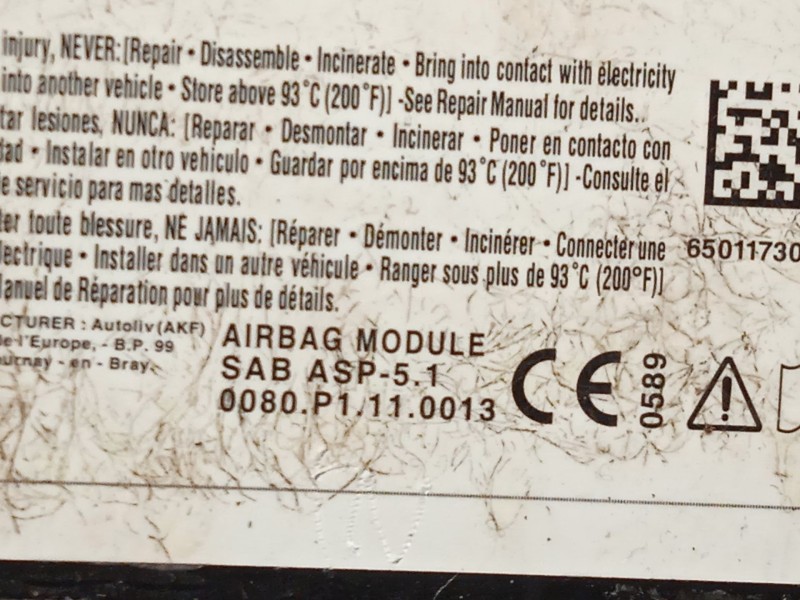 injury, NEVER:[Repair • Disassemble • Incinerate • Bring into contact with electricity
into another vehicle • Store above 93°C (200°F)] -See Repair Manual for details..
tar lesiones, NUNCA: [Reparar • Desmontar • Incinerar • Poner en contacto con
dad • Instalar en otro vehiculo • Guardar por encima de 93°C (200°F)] -Consulte el
e servicio para mas detalles.
ter toute blessure, NE JAMAIS: [Réparer • Démonter • Incinérer • Connecter une
lectrique • Installer dans un autre véhicule • Ranger sous plus de 93°C (200°F)]
Manuel de Réparation pour plus de détails.
65011730
CTURER : Autoliv (AKF)
de l'Europe, - B.P. 99
ournay - en - Bray.
AIRBAG MODULE
SAB ASP-5.1
0080.P1.11.0013
CE
0589